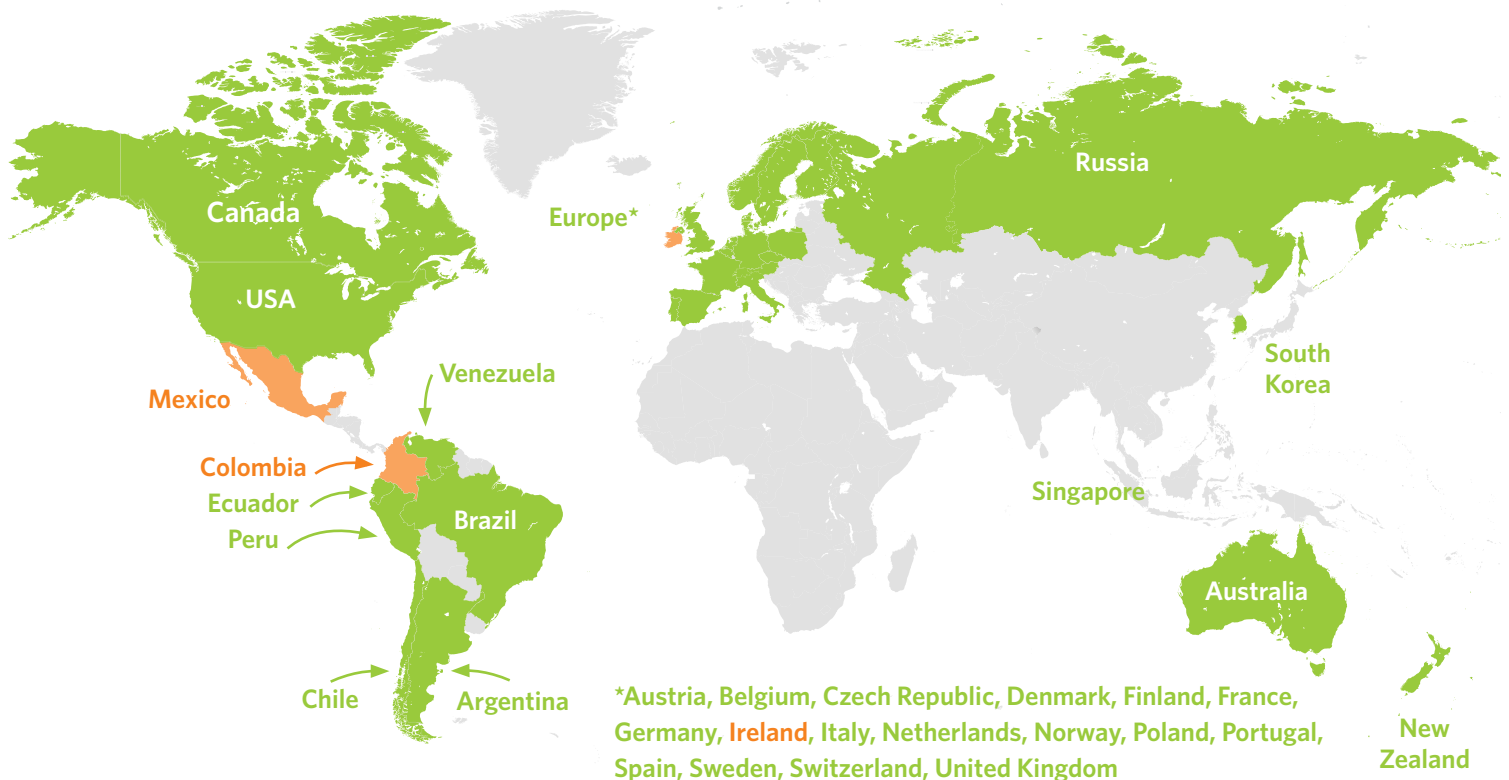 Canada
USA
Mexico
Venezuela
Colombia
Ecuador
Peru
Brazil
Chile
Argentina
Europe*
Russia
South
Korea
Singapore
Australia
New
Zealand
*Austria, Belgium, Czech Republic, Denmark, Finland, France,
Germany, Ireland, Italy, Netherlands, Norway, Poland, Portugal,
Spain, Sweden, Switzerland, United Kingdom